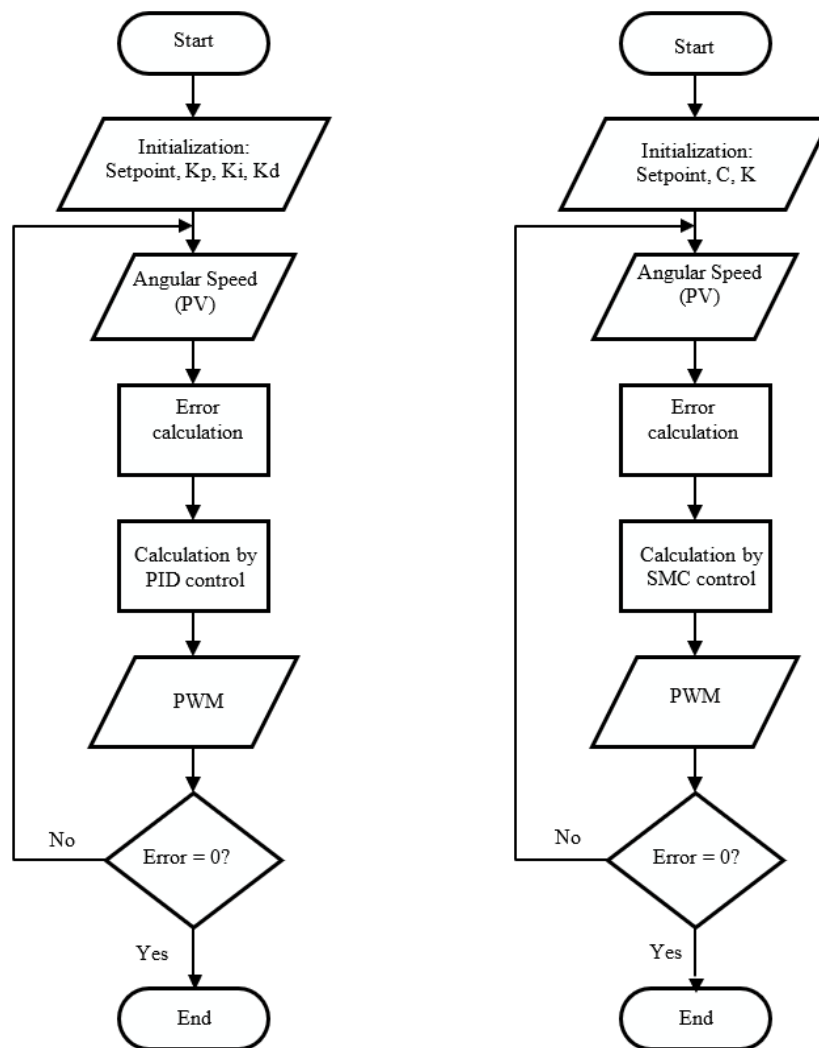 Start
Initialization:
Setpoint, Kp, Ki, Kd
Angular Speed
(PV)
Error
calculation
Calculation by
PID control
PWM
No
Error = 0?
Yes
End
Start
Initialization:
Setpoint, C, K
Angular Speed
(PV)
Error
calculation
Calculation by
SMC control
PWM
No
Error = 0?
Yes
End